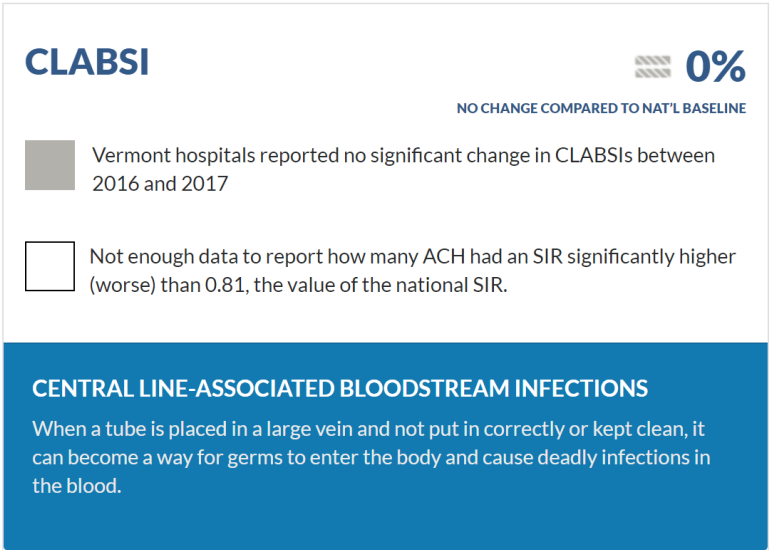 CLABSI
0%
NO CHANGE COMPARED TO NAT'L BASELINE
Vermont hospitals reported no significant change in CLABSIs between
2016 and 2017
Not enough data to report how many ACH had an SIR significantly higher
(worse) than 0.81, the value of the national SIR.
CENTRAL LINE-ASSOCIATED BLOODSTREAM INFECTIONS
When a tube is placed in a large vein and not put in correctly or kept clean, it
can become a way for germs to enter the body and cause deadly infections in
the blood.